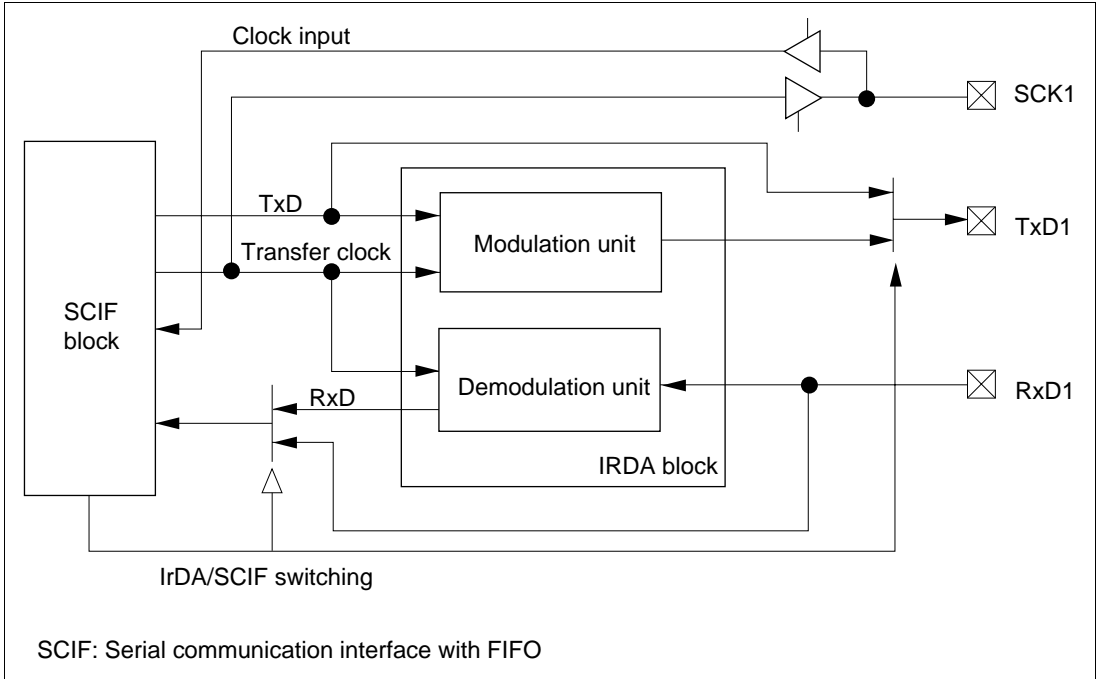 Clock input
SCK1
TxD
TxD1
Modulation unit
Transfer clock
SCIF
block
Demodulation unit
RxD1
RxD
IRDA block
IrDA/SCIF switching
SCIF: Serial communication interface with FIFO